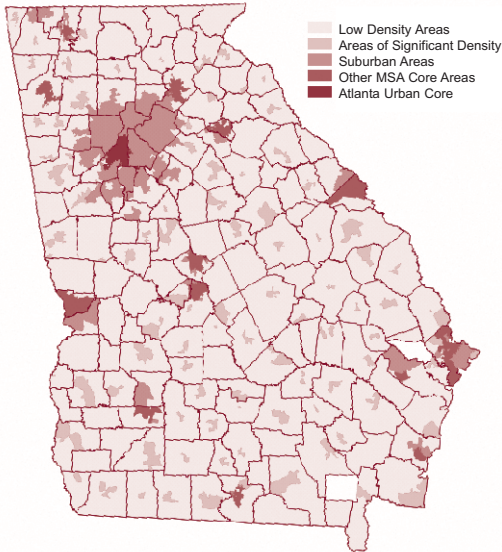 Low Density Areas
Areas of Significant Density
Suburban Areas
Other MSA Core Areas
Atlanta Urban Core